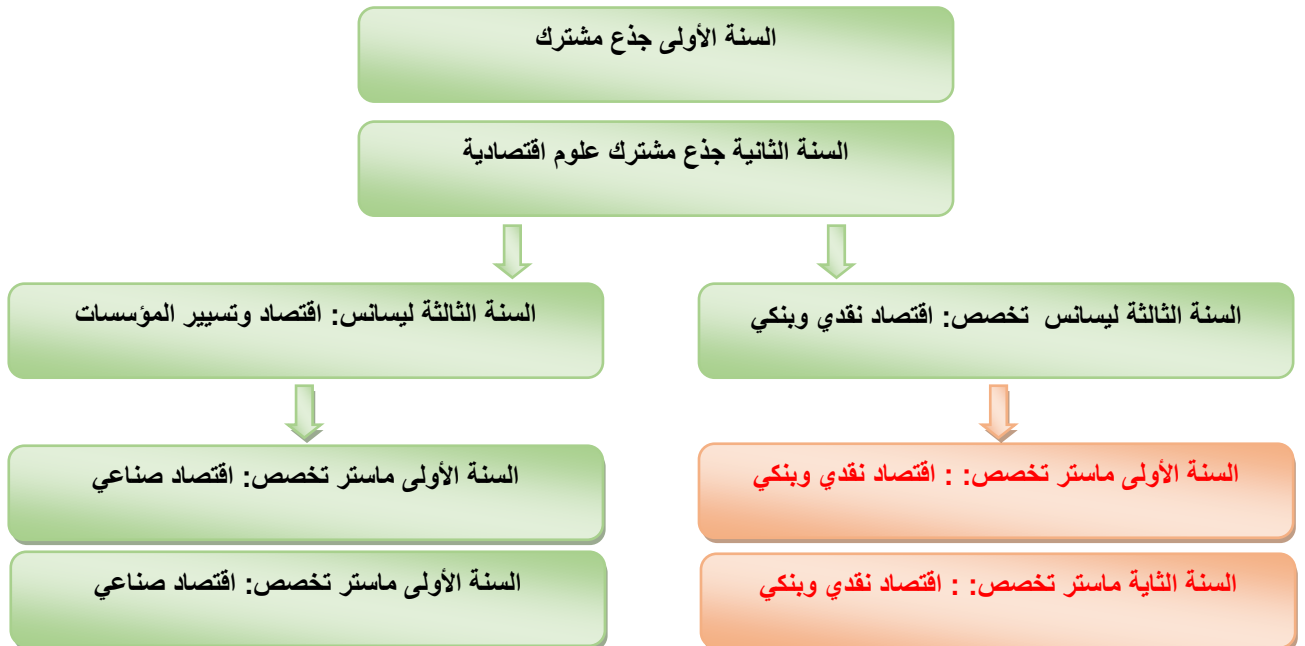 السنة الأولى جذع مشترك
السنة الثانية جذع مشترك علوم اقتصادية
السنة الثالثة ليسانس تخصص: اقتصاد نقدي وبنكي
السنة الثالثة ليسانس: اقتصاد وتسيير المؤسسات
السنة الأولى ماستر تخصص: : اقتصاد نقدي وبنكي
السنة الأولى ماستر تخصص: اقتصاد صناعي
السنة الثاية ماستر تخصص: : اقتصاد نقدي وبنكي
السنة الأولى ماستر تخصص: اقتصاد صناعي